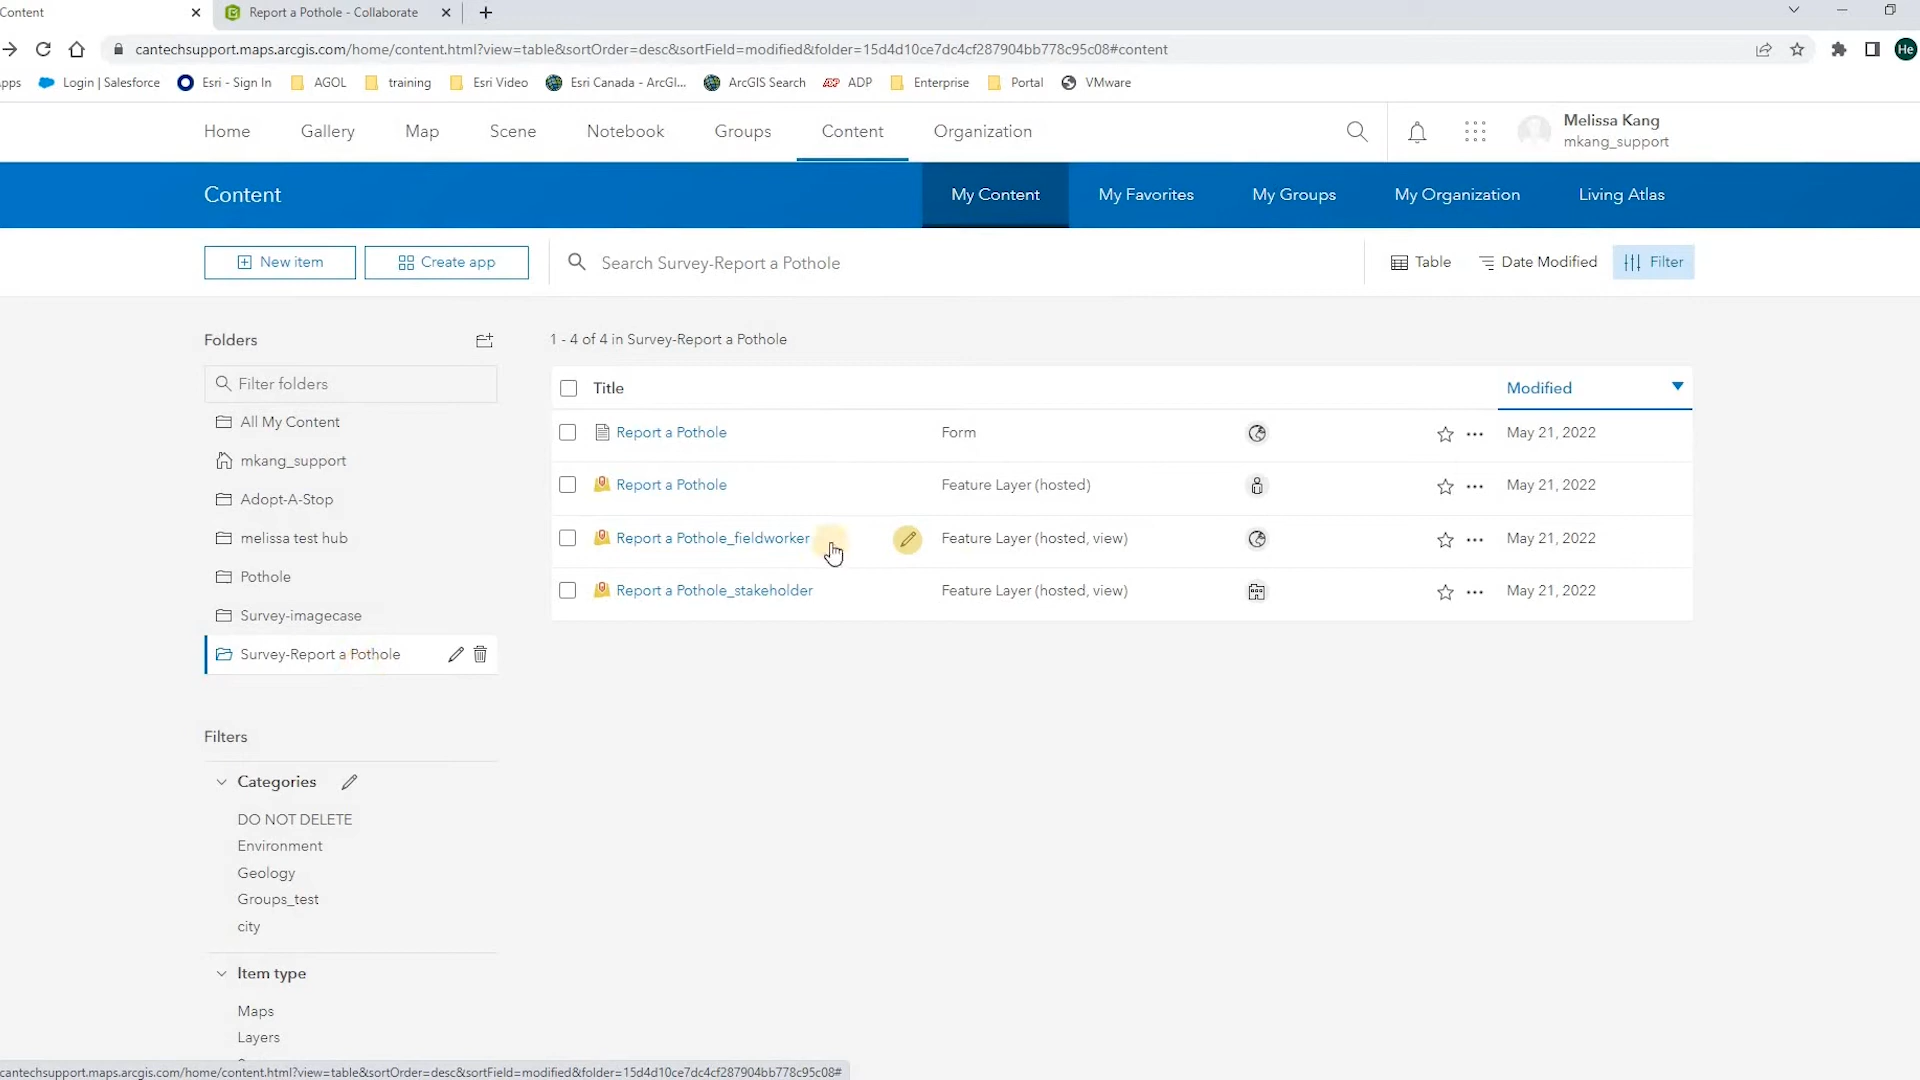 Content
Report a Pothole - Collaborate
cantechsupport.maps.arcgis.com/home/content.html?view=table&sortOrder=desc&sortField=modified&folder=15d4d10ce7dc4cf287904bb778c95c08#content
He
pps
Login | Salesforce
Esri - Sign In
AGOL
training
Esri Video
Esri Canada - ArcGI...
ArcGIS Search
ADP
Enterprise
Portal
VMware
Home
Gallery
Map
Scene
Notebook
Groups
Content
Organization
Melissa Kang
mkang_support
Content
My Content
My Favorites
My Groups
My Organization
Living Atlas
New item
Create app
Search Survey-Report a Pothole
Table
Date Modified
Filter
Folders
Filter folders
All My Content
mkang_support
Adopt-A-Stop
melissa test hub
Pothole
Survey-imagecase
Survey-Report a Pothole
1 - 4 of 4 in Survey-Report a Pothole
Title
Modified
Report a Pothole Form May 21, 2022
Report a Pothole Feature Layer (hosted) May 21, 2022
Report a Pothole_fieldworker Feature Layer (hosted, view) May 21, 2022
Report a Pothole_stakeholder Feature Layer (hosted, view) May 21, 2022
Filters
Categories
DO NOT DELETE
Environment
Geology
Groups_test
city
Item type
Maps
Layers
cantechsupport.maps.arcgis.com/home/content.html?view=table&sortOrder=desc&sortField=modified&folder=15d4d10ce7dc4cf287904bb778c95c08#